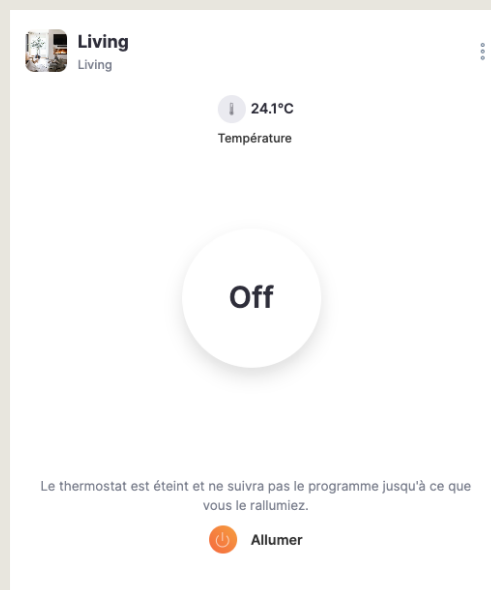 Living
Living
24.1°C
Température
Off
Le thermostat est éteint et ne suivra pas le programme jusqu'à ce que
vous le rallumiez.
Allumer